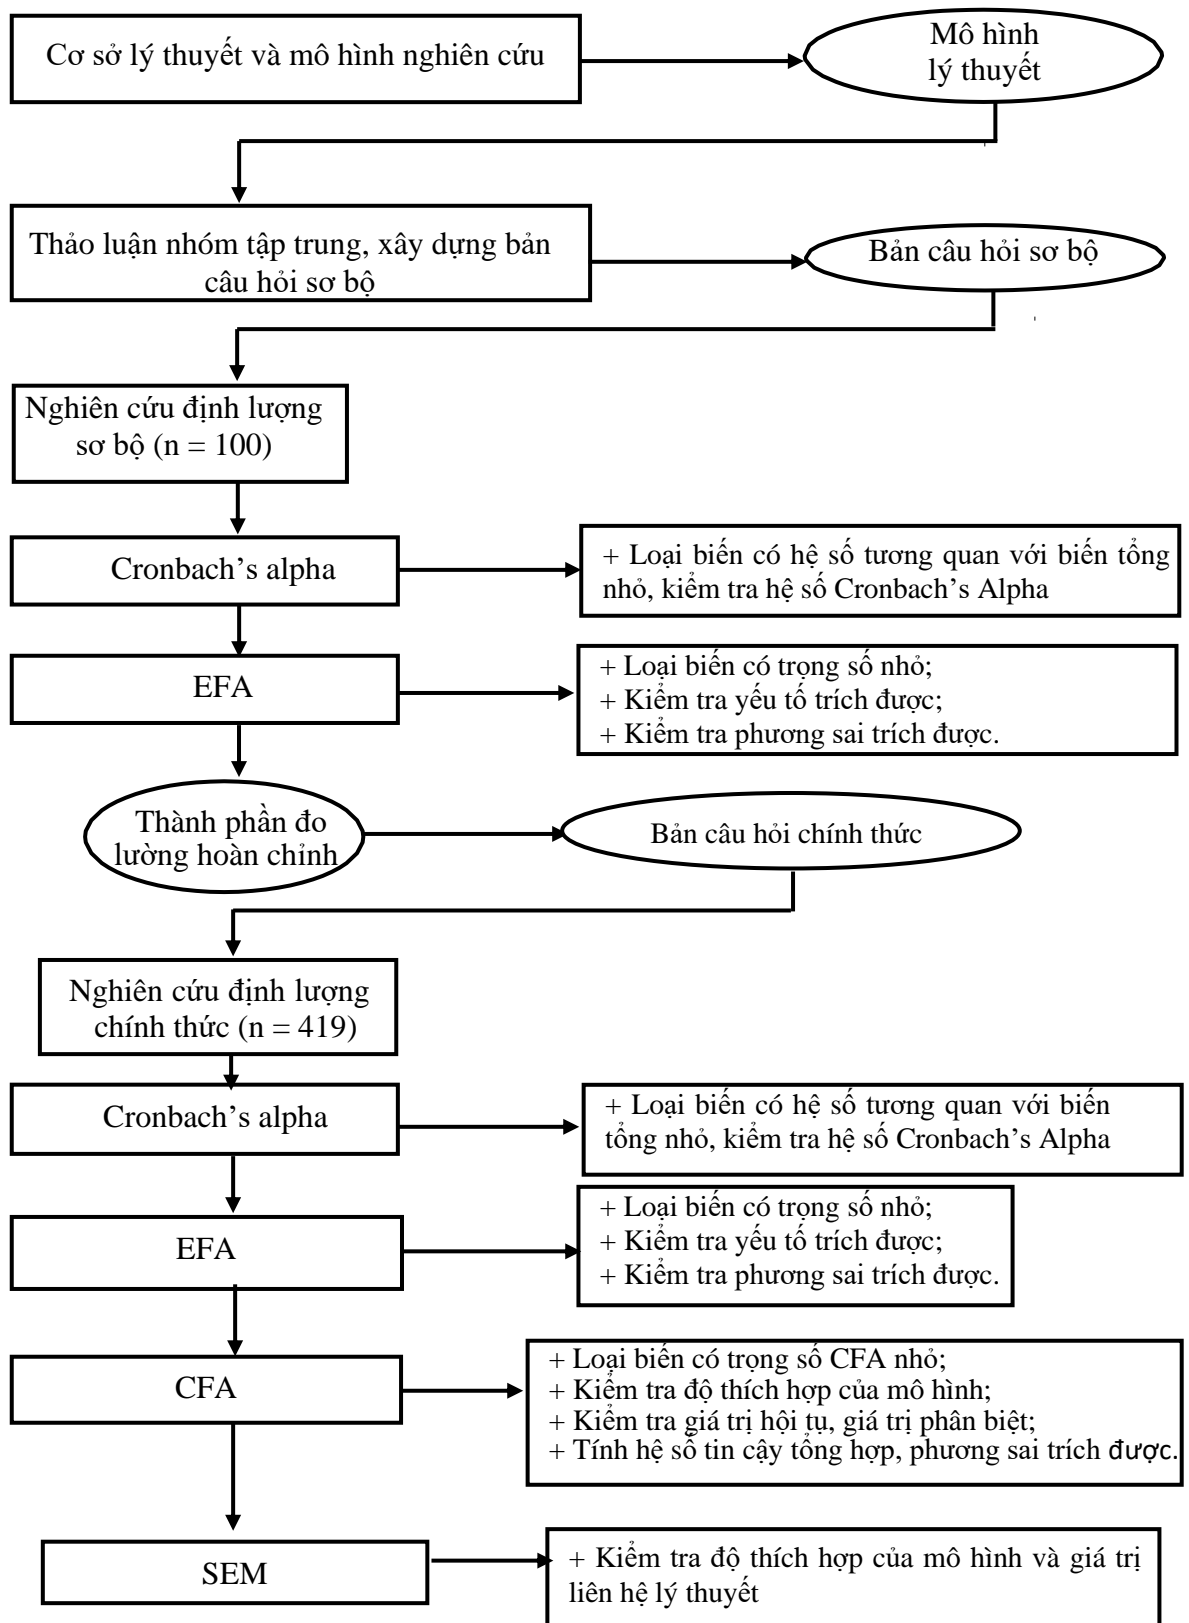 Cơ sở lý thuyết và mô hình nghiên cứu
Mô hình
lý thuyết
Thảo luận nhóm tập trung, xây dựng bản
câu hỏi sơ bộ
Bản câu hỏi sơ bộ
Nghiên cứu định lượng
sơ bộ (n = 100)
Cronbach’s alpha
+ Loại biến có hệ số tương quan với biến tổng
nhỏ, kiểm tra hệ số Cronbach’s Alpha
EFA
+ Loại biến có trọng số nhỏ;
+ Kiểm tra yếu tố trích được;
+ Kiểm tra phương sai trích được.
Thành phần đo
lường hoàn chỉnh
Bản câu hỏi chính thức
Nghiên cứu định lượng
chính thức (n = 419)
Cronbach’s alpha
+ Loại biến có hệ số tương quan với biến
tổng nhỏ, kiểm tra hệ số Cronbach’s Alpha
EFA
+ Loại biến có trọng số nhỏ;
+ Kiểm tra yếu tố trích được;
+ Kiểm tra phương sai trích được.
CFA
+ Loại biến có trọng số CFA nhỏ;
+ Kiểm tra độ thích hợp của mô hình;
+ Kiểm tra giá trị hội tụ, giá trị phân biệt;
+ Tính hệ số tin cậy tổng hợp, phương sai trích được.
SEM
+ Kiểm tra độ thích hợp của mô hình và giá trị
liên hệ lý thuyết